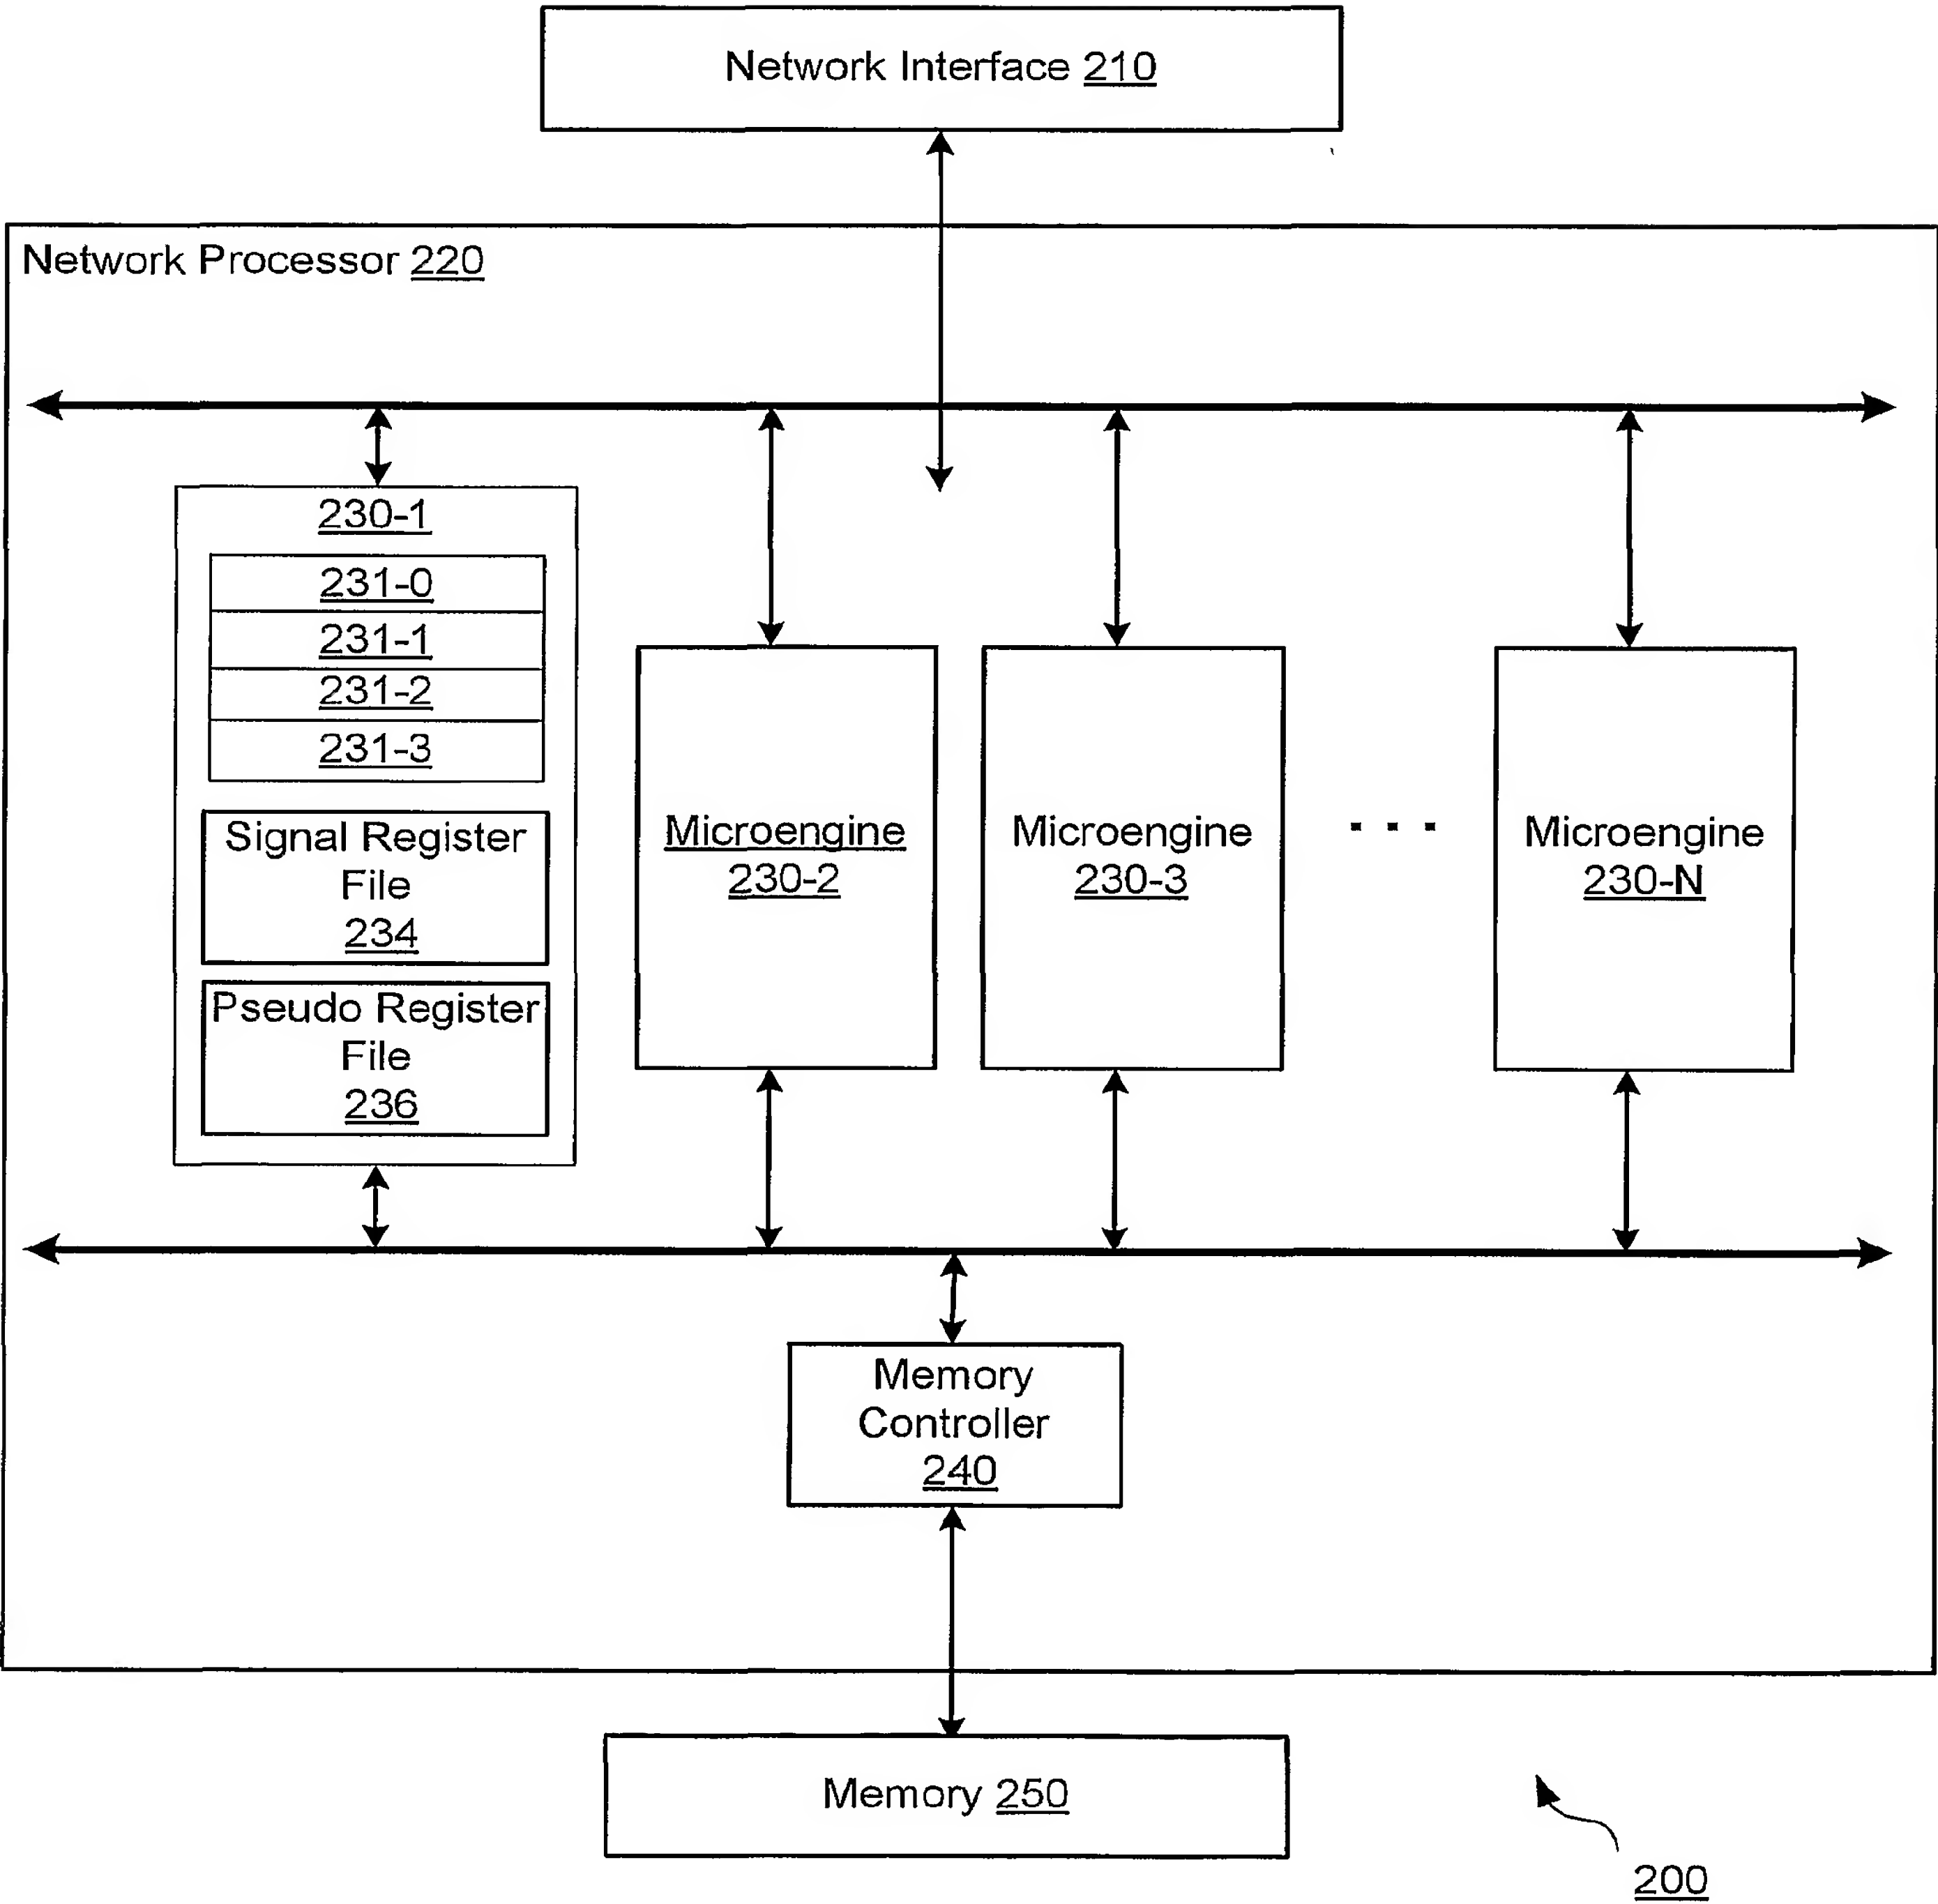 Network Interface 210
Network Processor 220
230-1
231-0
231-1
231-2
231-3
Signal Register
File
234
Pseudo Register
File
236
Microengine
230-2
Microengine
230-3
. . .
Microengine
230-N
Memory
Controller
240
Memory 250
200